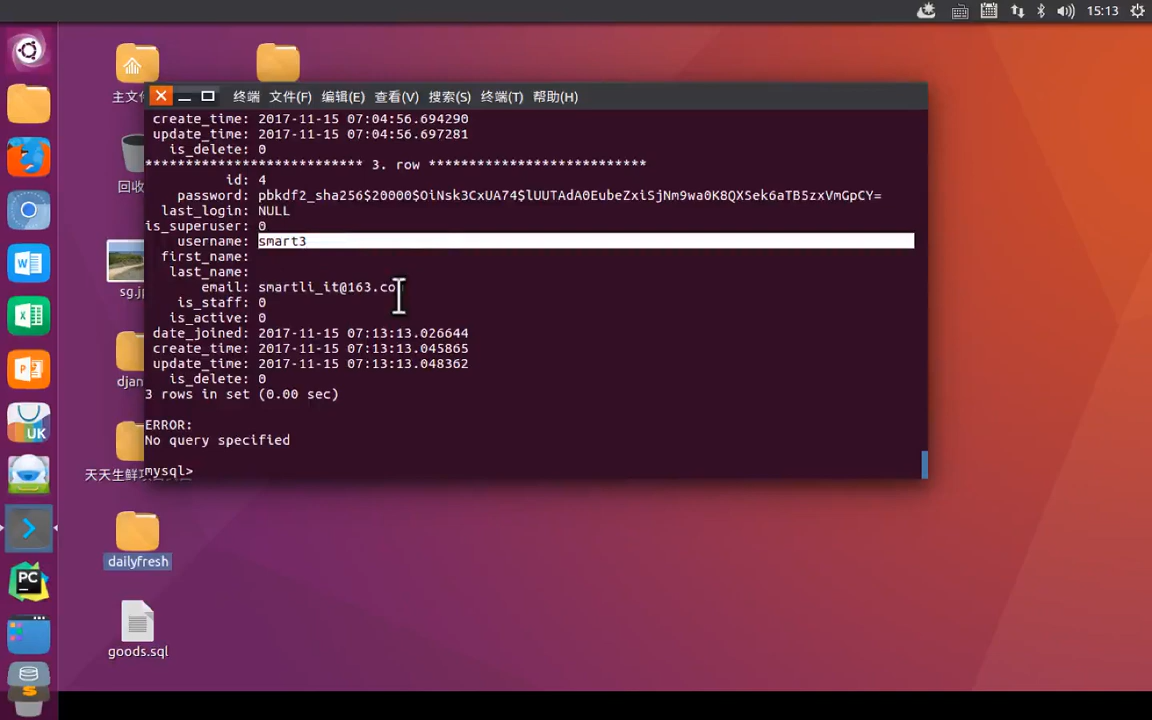 15:13
终端 文件(F) 编辑(E) 查看(V) 搜索(S) 终端(T) 帮助(H)
主文
回收
sg.jp
djan
天天生鲜项
dailyfresh
goods.sql
W
X
P
UK
PC
S
create_time: 2017-11-15 07:04:56.694290
update_time: 2017-11-15 07:04:56.697281
is_delete: 0
*************************** 3. row ***************************
id: 4
password: pbkdf2_sha256$20000$OiNsk3CxUA74$lUUTAdA0EubeZxiSjNm9wa0K8QXSek6aTB5zxVmGpCY=
last_login: NULL
is_superuser: 0
username: smart3
first_name:
last_name:
email: smartli_it@163.co
is_staff: 0
is_active: 0
date_joined: 2017-11-15 07:13:13.026644
create_time: 2017-11-15 07:13:13.045865
update_time: 2017-11-15 07:13:13.048362
is_delete: 0
3 rows in set (0.00 sec)
ERROR:
No query specified
mysql>